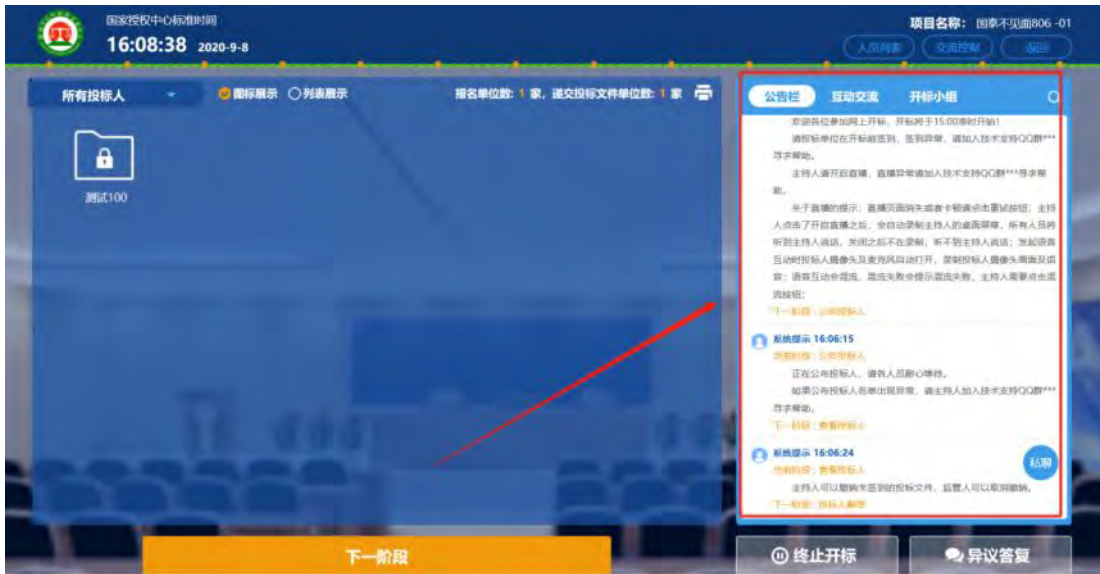 国家授权中心标准时间
16:08:38 2020-9-8
项目名称： 国泰不见面806 -01
人员列表 交流控制 返回
所有投标人 图标展示 列表展示 报名单位数：1 家，递交投标文件单位数：1 家
测试100
公告栏 互动交流 开标小组
欢迎各位参加网上开标，开标将于15:00准时开始！
请投标单位在开标前签到，签到异常，请加入技术支持QQ群***
寻求帮助。
主持人请开启直播，直播异常请加入技术支持QQ群***寻求帮
助。
关于直播的提示，直播页面消失或者卡顿请点击重试按钮；主持
人点击了开启直播之后，会自动录制主持人的桌面屏幕，所有人员将
听到主持人说话，关闭之后不在录制，听不到主持人说话；发起语音
互动时投标人摄像头及麦克风自动打开，录制投标人摄像头画面及语
音；语音互动会混流，混流失败会提示混流失败，主持人需要点击混
流按钮；
下一阶段：公布投标人
系统提示 16:06:15
当前阶段：公布投标人
正在公布投标人，请各人员耐心等待。
如果公布投标人名单出现异常，请主持人加入技术支持QQ群***
寻求帮助。
下一阶段：查看投标人
系统提示 16:06:24
当前阶段：查看投标人
主持人可以撤销未签到的投标文件，监管人可以取消撤销。
下一阶段：投标人解密
私聊
下一阶段
终止开标
异议答复